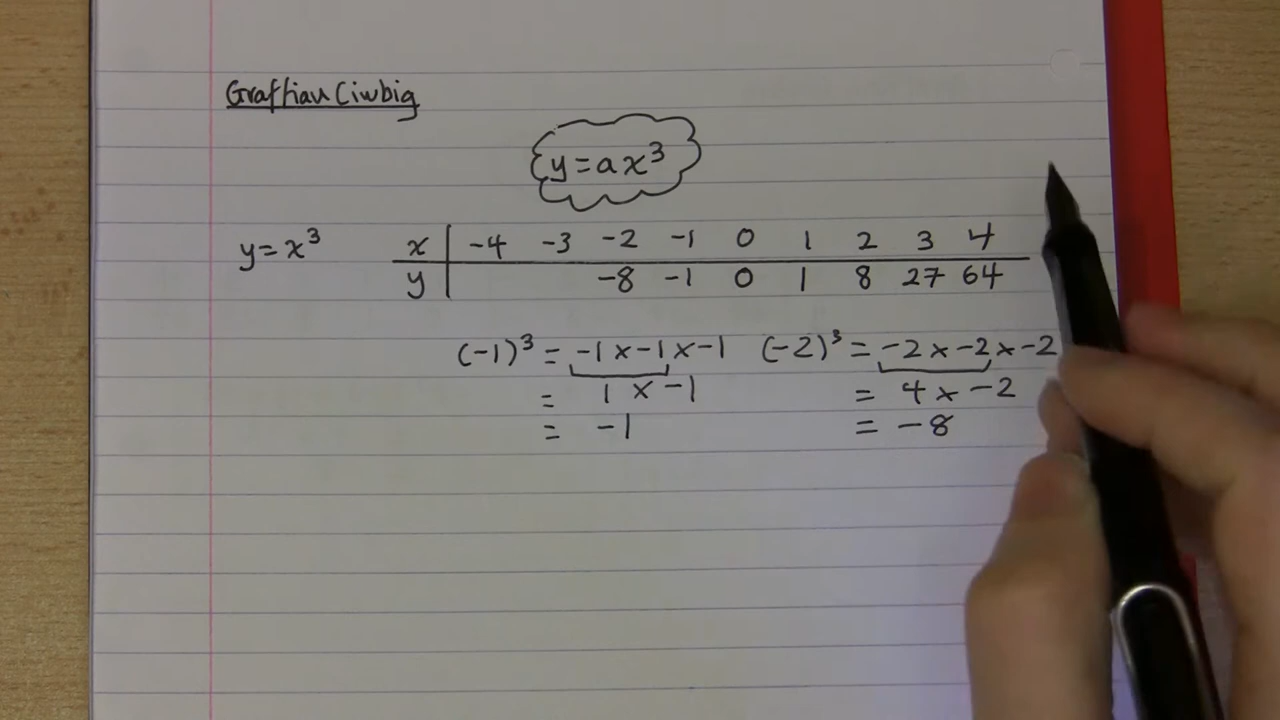 Graffiau Ciwbig
y=ax³
y=x³
x | -4 -3 -2 -1 0 1 2 3 4
y | -8 -1 0 1 8 27 64
(-1)³ = -1 x -1 x -1 (-2)³ = -2 x -2 x -2
= 1 x -1 = 4 x -2
= -1 = -8